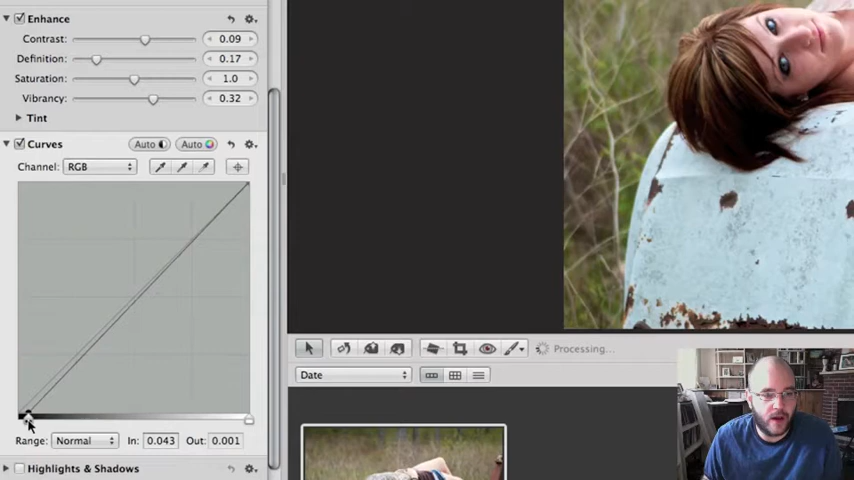 Enhance
Contrast: 0.09
Definition: 0.17
Saturation: 1.0
Vibrancy: 0.32
Tint
Curves Auto Auto
Channel: RGB
Processing...
Date
Range: Normal In: 0.043 Out: 0.001
Highlights & Shadows